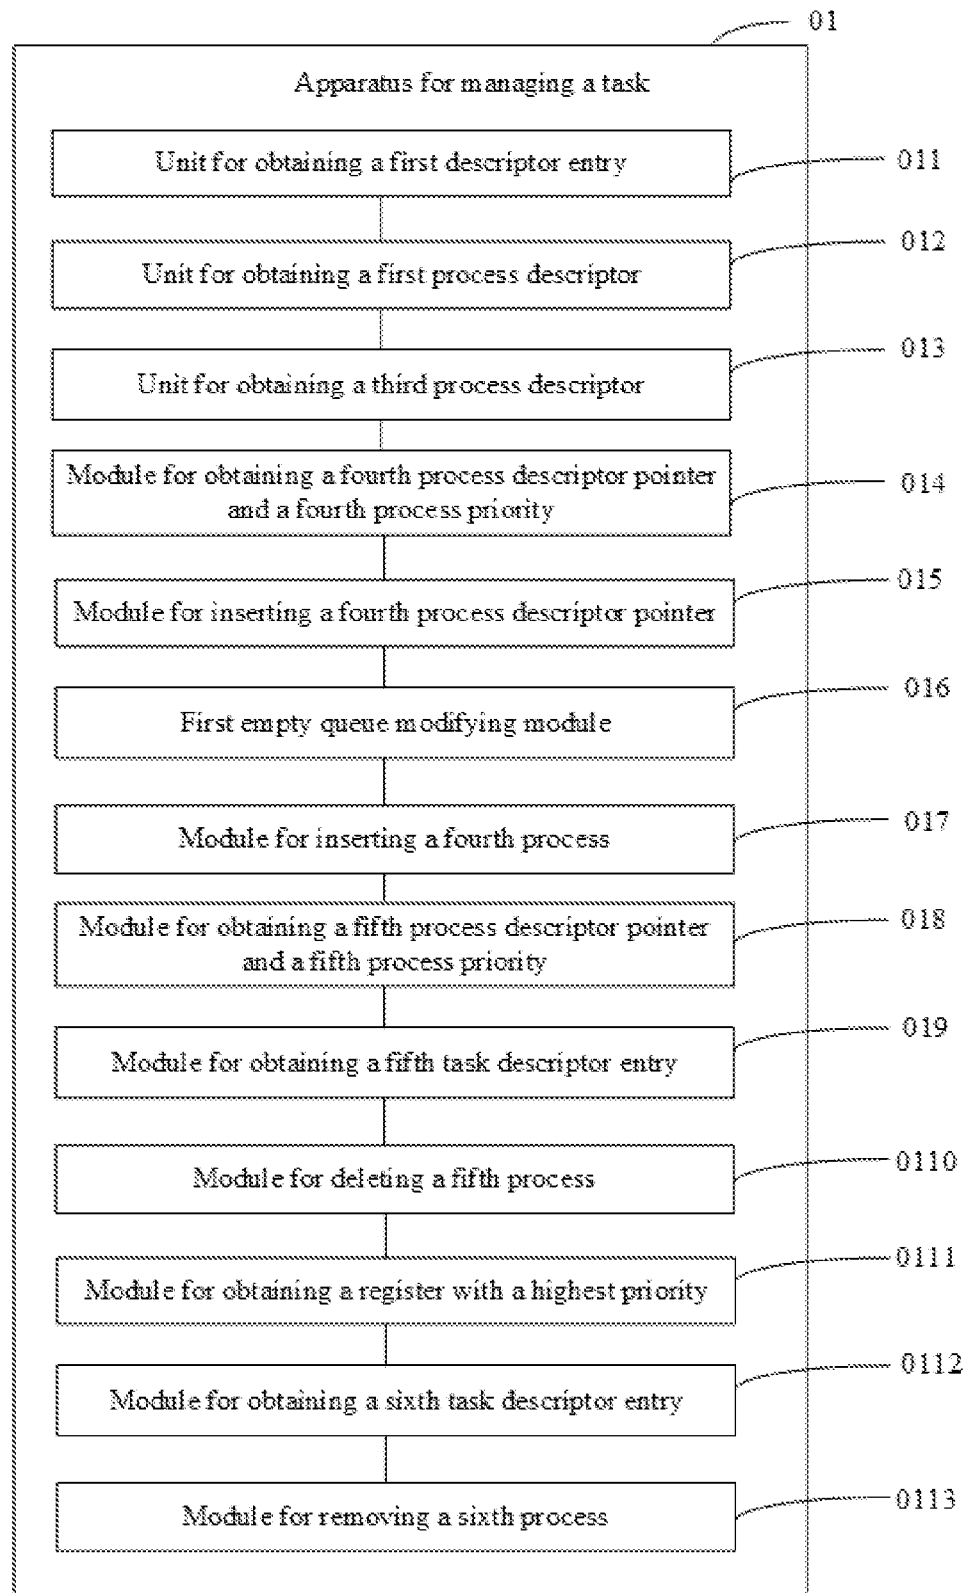 01
Apparatus for managing a task
Unit for obtaining a first descriptor entry
011
Unit for obtaining a first process descriptor
012
Unit for obtaining a third process descriptor
013
Module for obtaining a fourth process descriptor pointer
and a fourth process priority
014
Module for inserting a fourth process descriptor pointer
015
First empty queue modifying module
016
Module for inserting a fourth process
017
Module for obtaining a fifth process descriptor pointer
and a fifth process priority
018
Module for obtaining a fifth task descriptor entry
019
Module for deleting a fifth process
0110
Module for obtaining a register with a highest priority
0111
Module for obtaining a sixth task descriptor entry
0112
Module for removing a sixth process
0113